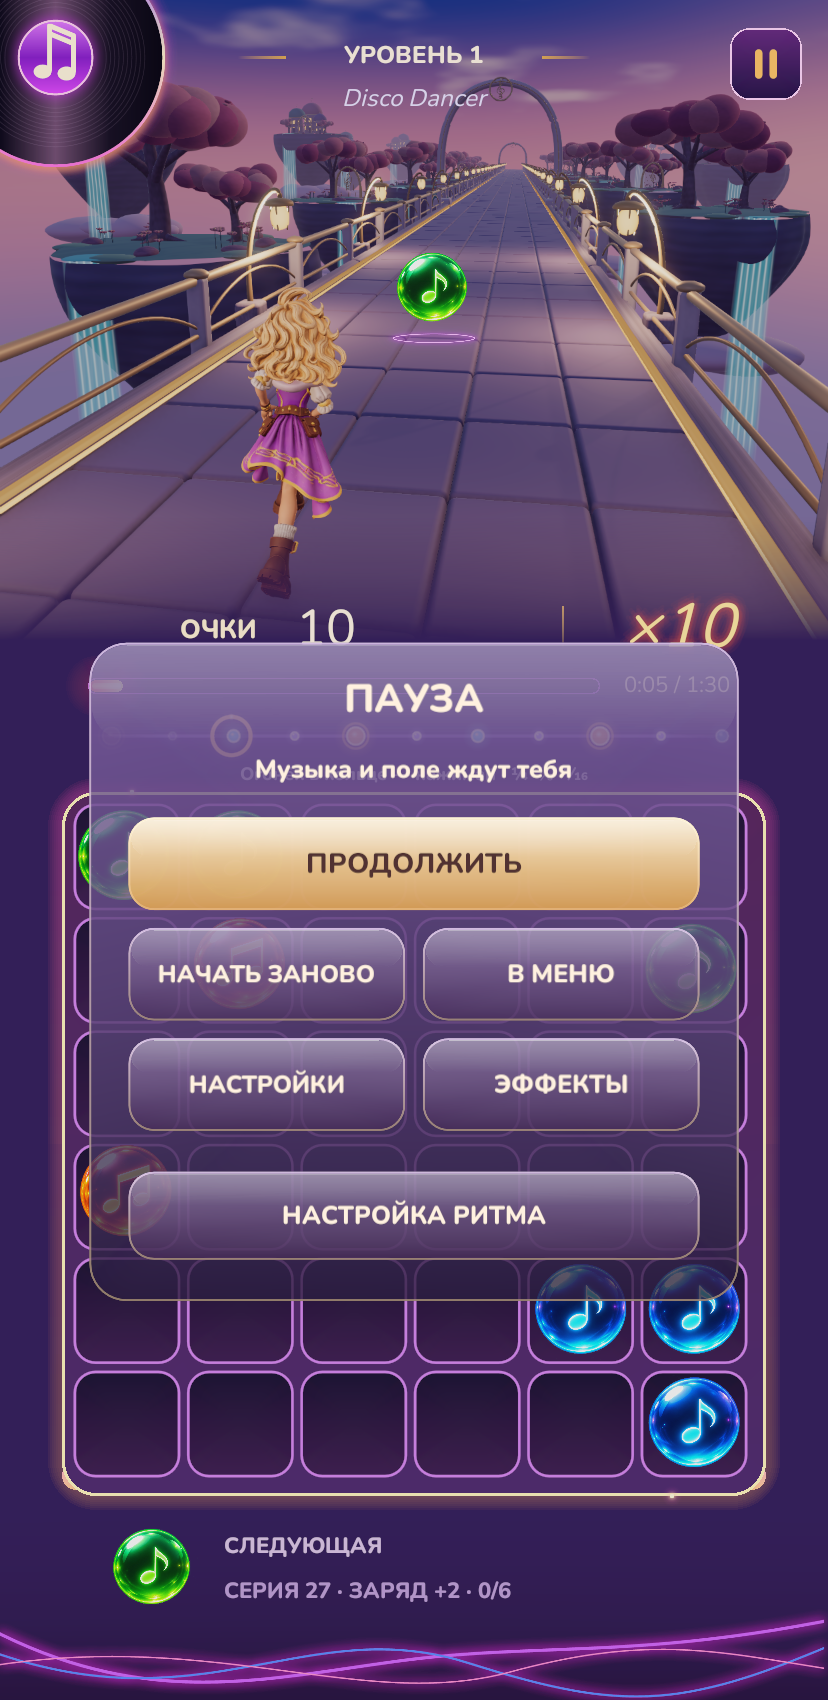 УРОВЕНЬ 1
Disco Dancer
ОЧКИ 10 ×10
0:05 / 1:30
ПАУЗА
Музыка и поле ждут тебя
ПРОДОЛЖИТЬ
НАЧАТЬ ЗАНОВО
В МЕНЮ
НАСТРОЙКИ
ЭФФЕКТЫ
НАСТРОЙКА РИТМА
СЛЕДУЮЩАЯ
СЕРИЯ 27 · ЗАРЯД +2 · 0/6